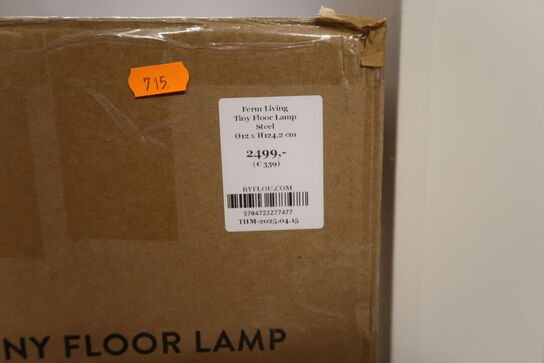 715.
Ferm Living
Tiny Floor Lamp
Steel
Ø12 x H124,2 cm
2499,-
(€ 339)
BYFLOU.COM
5704723277477
THM-2025.04.15
NY FLOOR LAMP